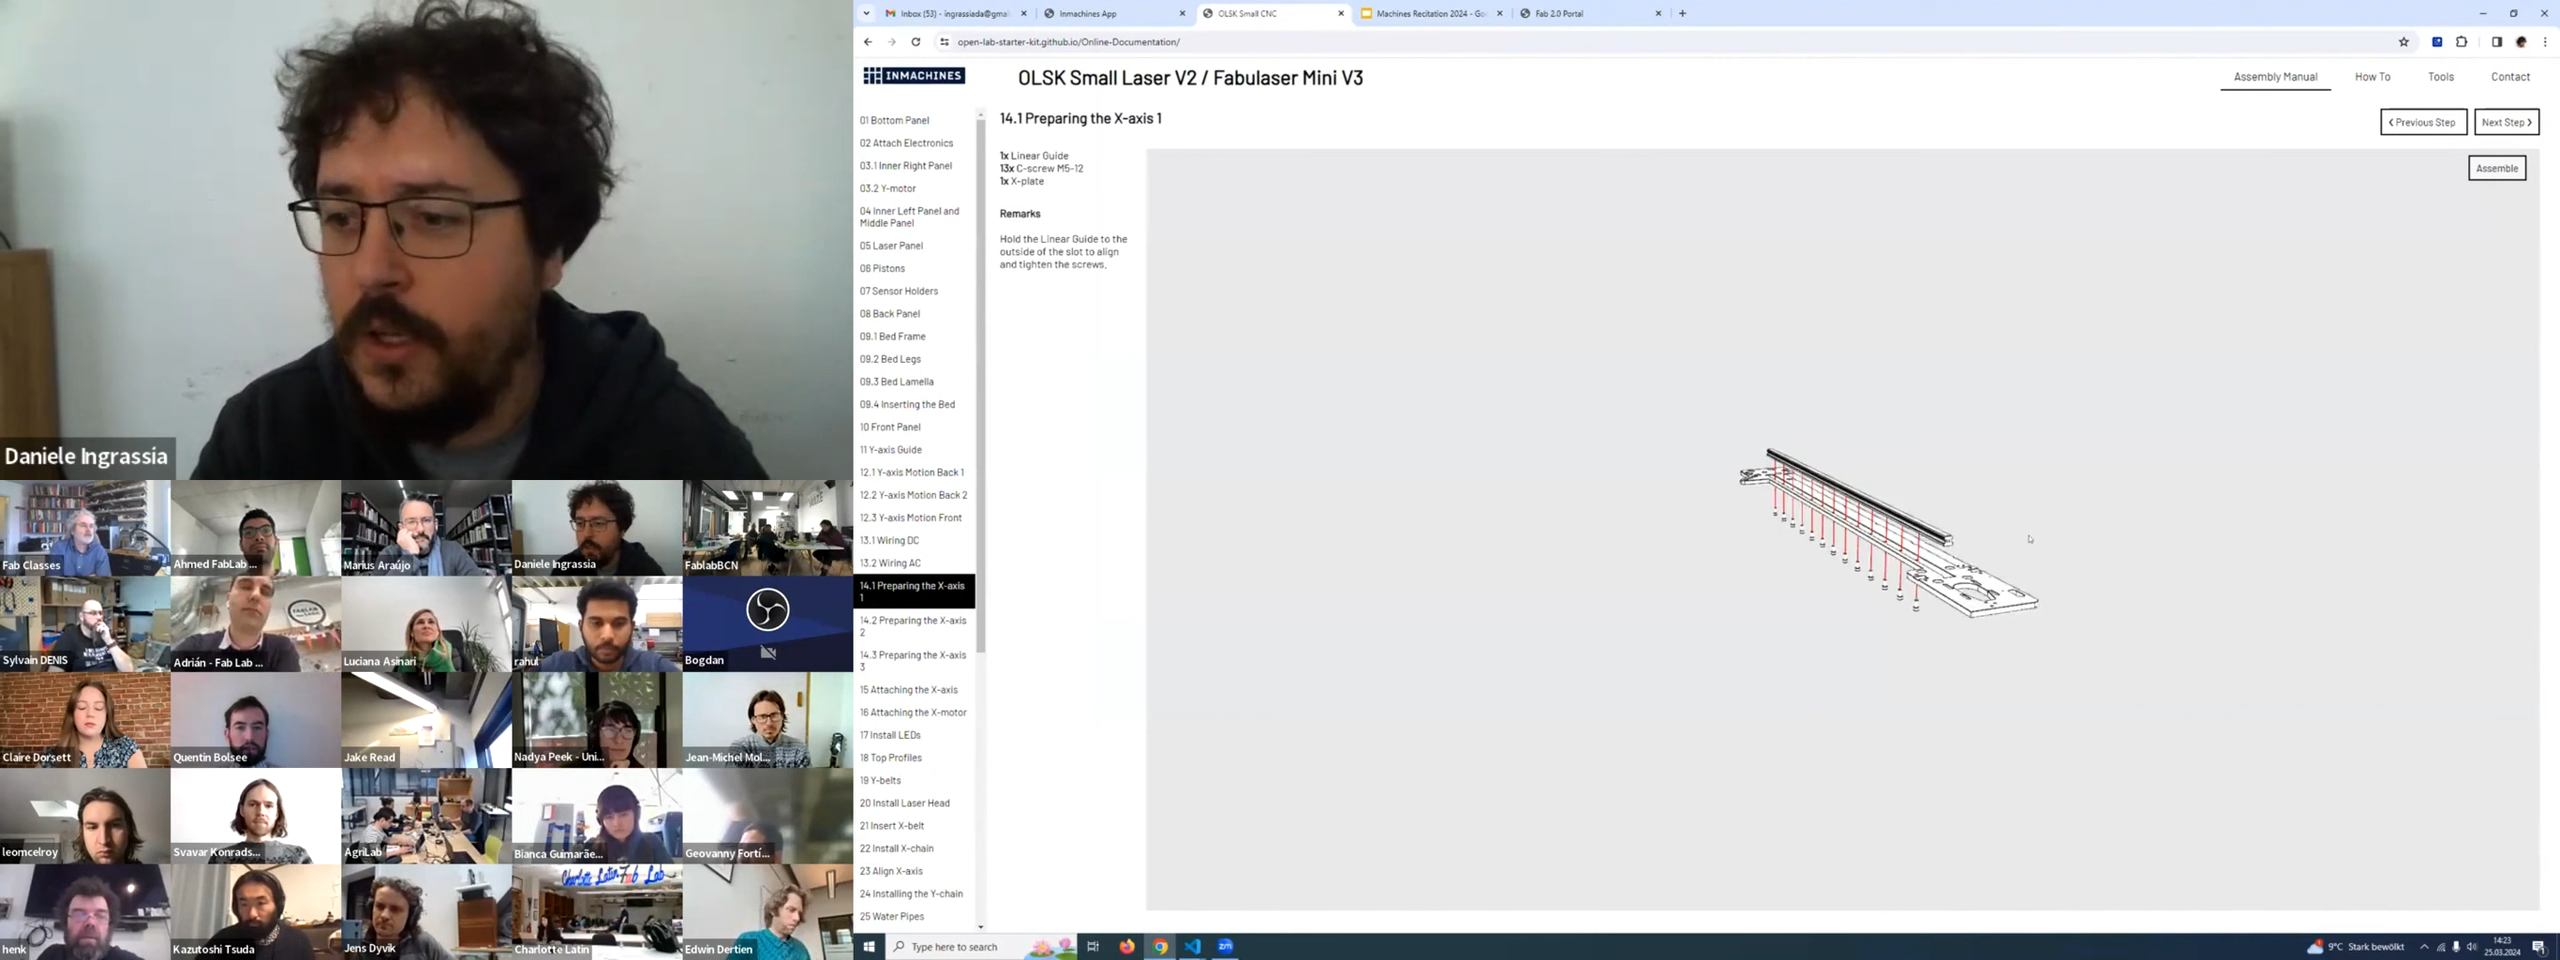 Daniele Ingrassia
Fab Classes
Ahmed FabLab ...
Marius Araújo
Daniele Ingrassia
FablabBCN
Sylvain DENIS
Adrián - Fab Lab ...
Luciana Asinari
rahul
Bogdan
Claire Dorsett
Quentin Bolsee
Jake Read
Nadya Peek - Uni...
Jean-Michel Mol...
leomcelroy
Svavar Konrads...
AgriLab
Bianca Guimarãe...
Geovanny Fortí...
Charlotte Latin Fab Lab
henk
Kazutoshi Tsuda
Jens Dyvik
Charlotte Latin
Edwin Dertien
Inbox (53) - ingrassiada@gmai
Inmachines App
OLSK Small CNC
Machines Recitation 2024 - Go
Fab 2.0 Portal
open-lab-starter-kit.github.io/Online-Documentation/
INMACHINES
OLSK Small Laser V2 / Fabulaser Mini V3
Assembly Manual
How To
Tools
Contact
01 Bottom Panel
02 Attach Electronics
03.1 Inner Right Panel
03.2 Y-motor
04 Inner Left Panel and
Middle Panel
05 Laser Panel
06 Pistons
07 Sensor Holders
08 Back Panel
09.1 Bed Frame
09.2 Bed Legs
09.3 Bed Lamella
09.4 Inserting the Bed
10 Front Panel
11 Y-axis Guide
12.1 Y-axis Motion Back 1
12.2 Y-axis Motion Back 2
12.3 Y-axis Motion Front
13.1 Wiring DC
13.2 Wiring AC
14.1 Preparing the X-axis
1
14.2 Preparing the X-axis
2
14.3 Preparing the X-axis
3
15 Attaching the X-axis
16 Attaching the X-motor
17 Install LEDs
18 Top Profiles
19 Y-belts
20 Install Laser Head
21 Insert X-belt
22 Install X-chain
23 Align X-axis
24 Installing the Y-chain
25 Water Pipes
14.1 Preparing the X-axis 1
Previous Step
Next Step
1x Linear Guide
13x C-screw M5-12
1x X-plate
Remarks
Hold the Linear Guide to the
outside of the slot to align
and tighten the screws.
Assemble
Type here to search
zm
9°C Stark bewölkt
14:23
25.03.2024